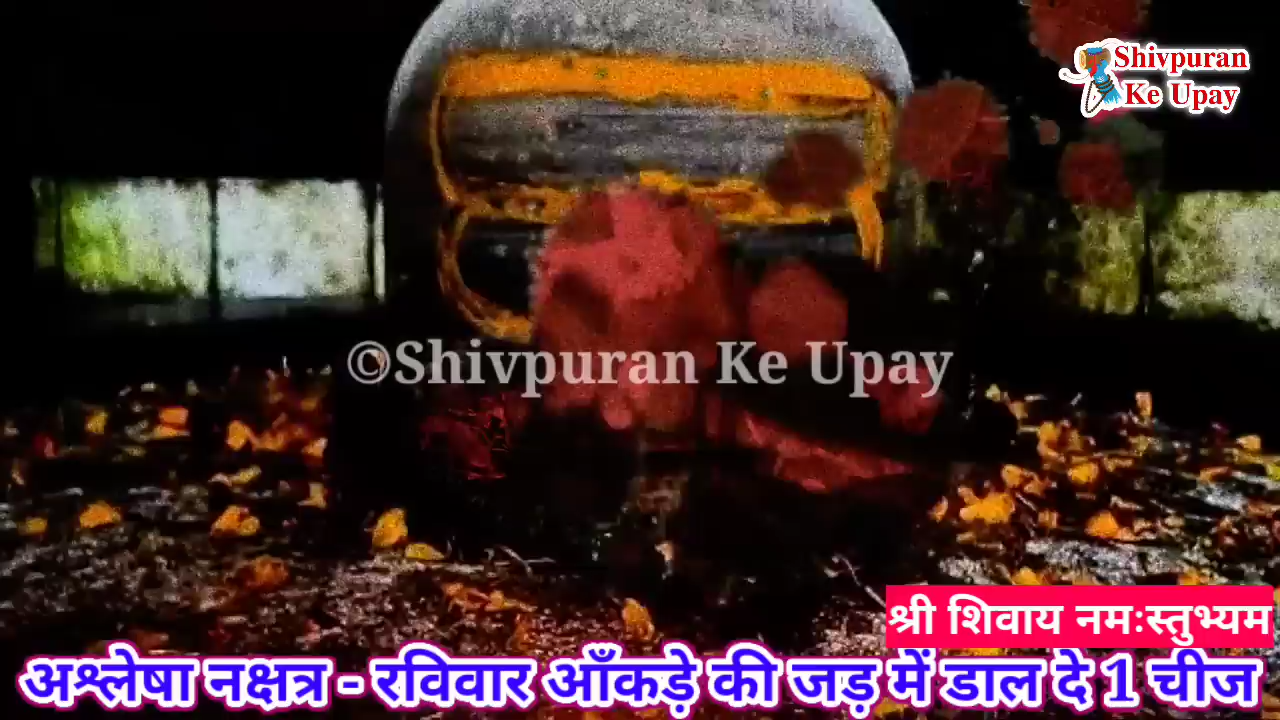 Shivpuran
Ke Upay
©Shivpuran Ke Upay
श्री शिवाय नमःस्तुभ्यम
अश्लेषा नक्षत्र - रविवार आँकड़े की जड़ में डाल दे 1 चीज